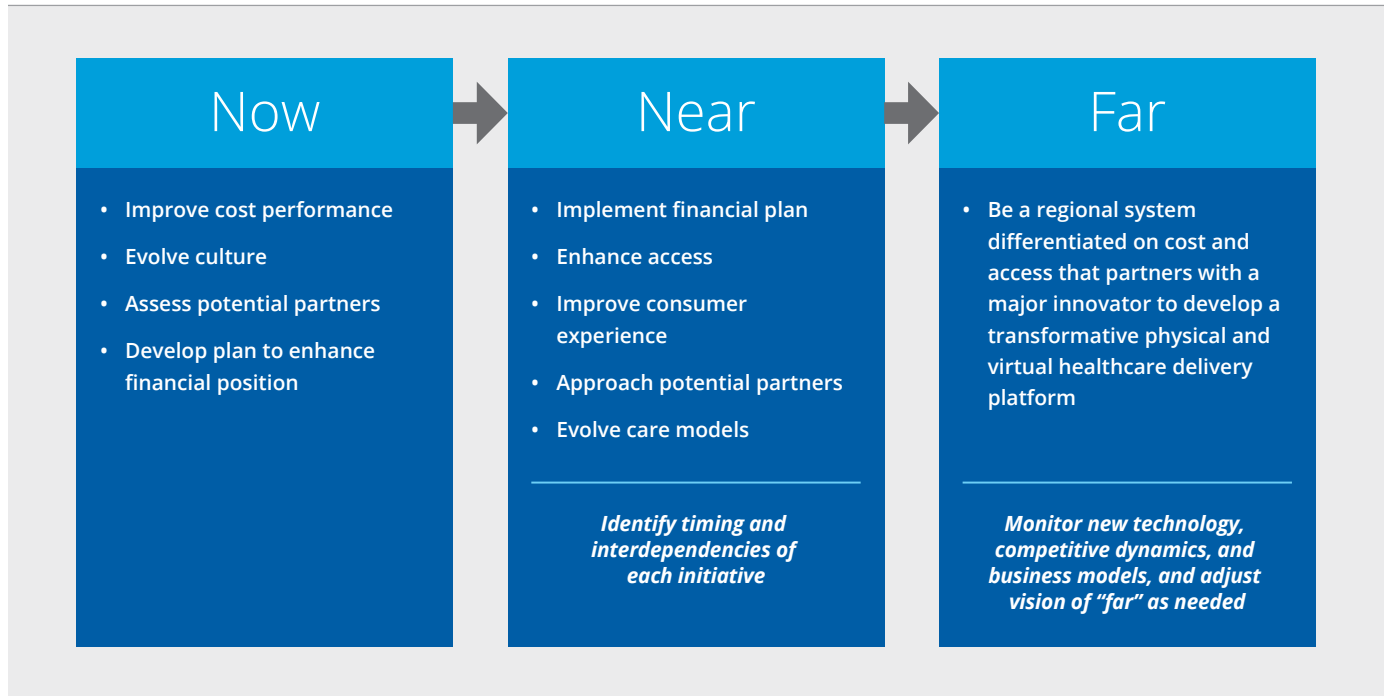 Now
• Improve cost performance
• Evolve culture
• Assess potential partners
• Develop plan to enhance
financial position
Near
• Implement financial plan
• Enhance access
• Improve consumer
experience
• Approach potential partners
• Evolve care models
Identify timing and
interdependencies of
each initiative
Far
• Be a regional system
differentiated on cost and
access that partners with a
major innovator to develop a
transformative physical and
virtual healthcare delivery
platform
Monitor new technology,
competitive dynamics, and
business models, and adjust
vision of “far” as needed